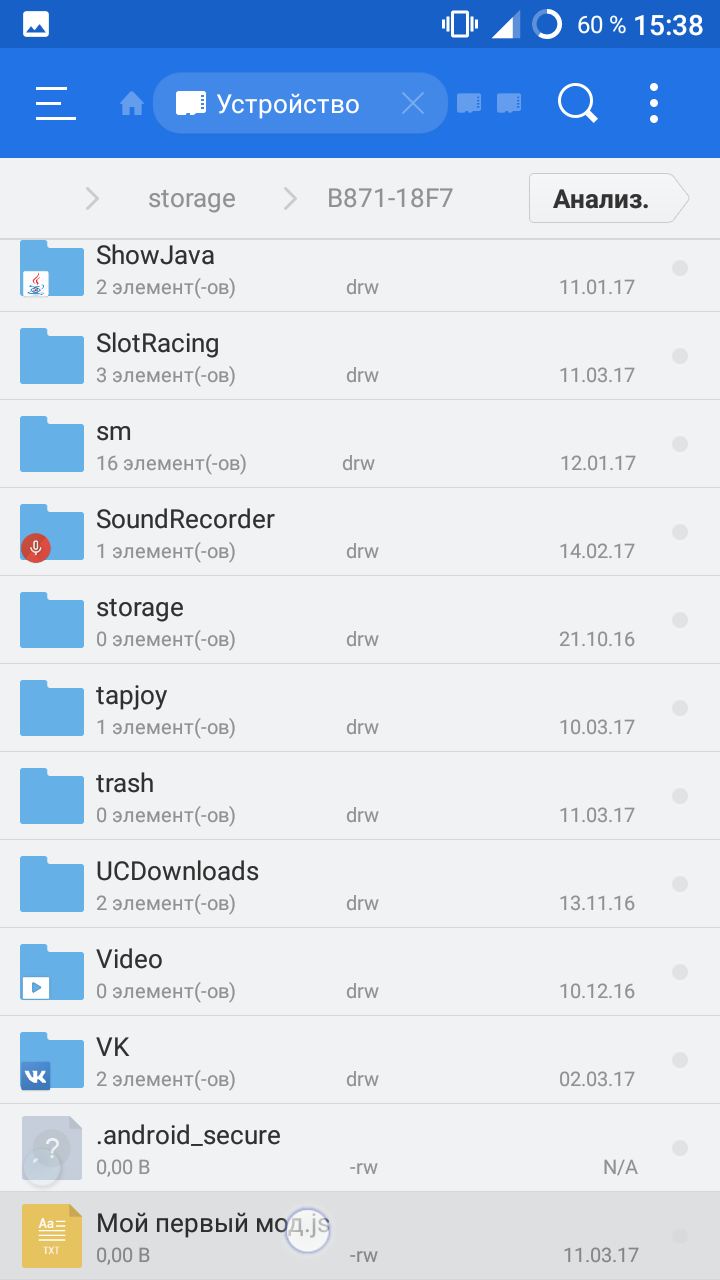 60 % 15:38
Устройство
storage B871-18F7 Анализ.
ShowJava
2 элемент(-ов) drw 11.01.17
SlotRacing
3 элемент(-ов) drw 11.03.17
sm
16 элемент(-ов) drw 12.01.17
SoundRecorder
1 элемент(-ов) drw 14.02.17
storage
0 элемент(-ов) drw 21.10.16
tapjoy
1 элемент(-ов) drw 10.03.17
trash
0 элемент(-ов) drw 11.03.17
UCDownloads
2 элемент(-ов) drw 13.11.16
Video
0 элемент(-ов) drw 10.12.16
VK
2 элемент(-ов) drw 02.03.17
?
.android_secure
0,00 B -rw N/A
Aa
TXT
Мой первый мод.js
0,00 B -rw 11.03.17